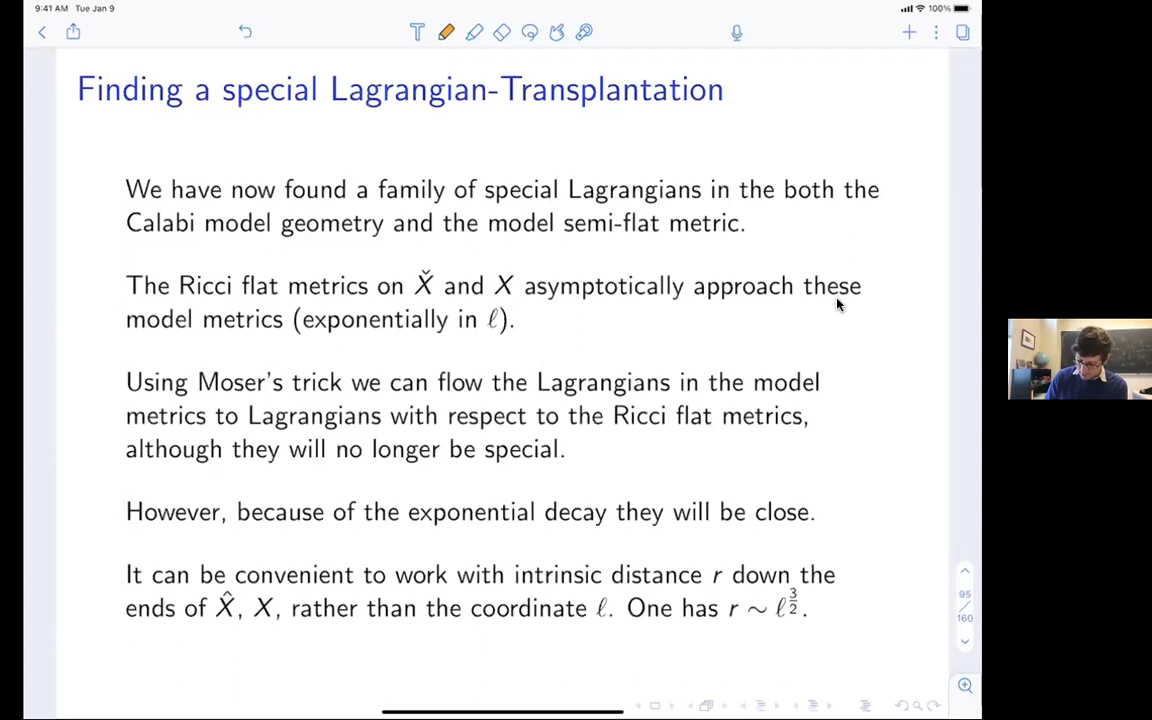 9:41 AM Tue Jan 9
100%
Finding a special Lagrangian-Transplantation
We have now found a family of special Lagrangians in the both the
Calabi model geometry and the model semi-flat metric.
The Ricci flat metrics on X̌ and X asymptotically approach these
model metrics (exponentially in ℓ).
Using Moser's trick we can flow the Lagrangians in the model
metrics to Lagrangians with respect to the Ricci flat metrics,
although they will no longer be special.
However, because of the exponential decay they will be close.
It can be convenient to work with intrinsic distance r down the
ends of X̂, X, rather than the coordinate ℓ. One has r ∼ ℓ^{3/2}.
95
/
160